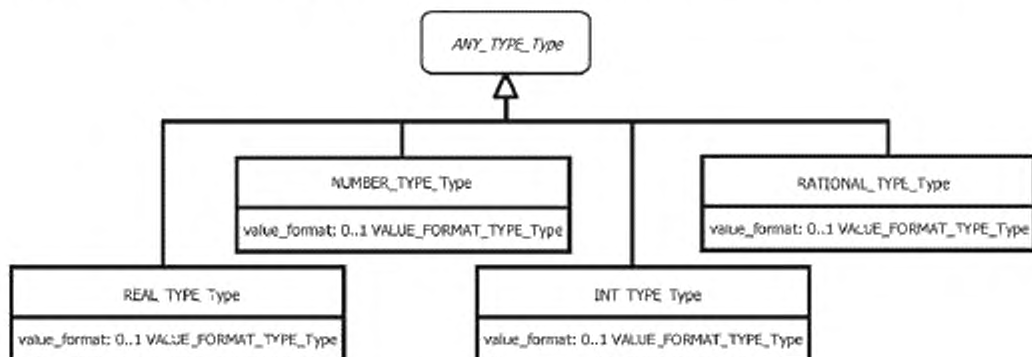 ANY_TYPE_Type
NUMBER_TYPE_Type
value_format: 0..1 VALUE_FORMAT_TYPE_Type
RATIONAL_TYPE_Type
value_format: 0..1 VALUE_FORMAT_TYPE_Type
REAL_TYPE_Type
value_format: 0..1 VALUE_FORMAT_TYPE_Type
INT_TYPE_Type
value_format: 0..1 VALUE_FORMAT_TYPE_Type